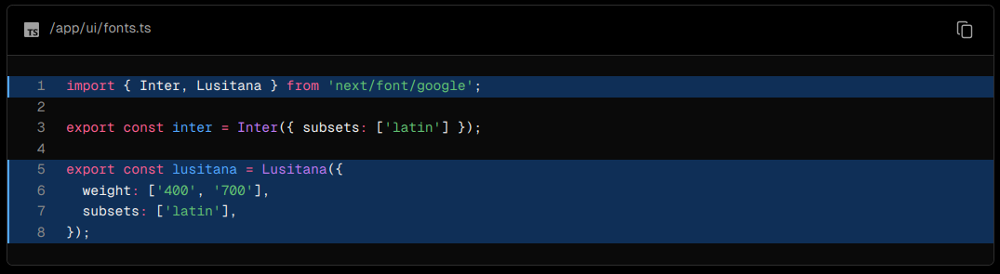 TS /app/ui/fonts.ts
1 import { Inter, Lusitana } from 'next/font/google';
2
3 export const inter = Inter({ subsets: ['latin'] });
4
5 export const lusitana = Lusitana({
6   weight: ['400', '700'],
7   subsets: ['latin'],
8 });